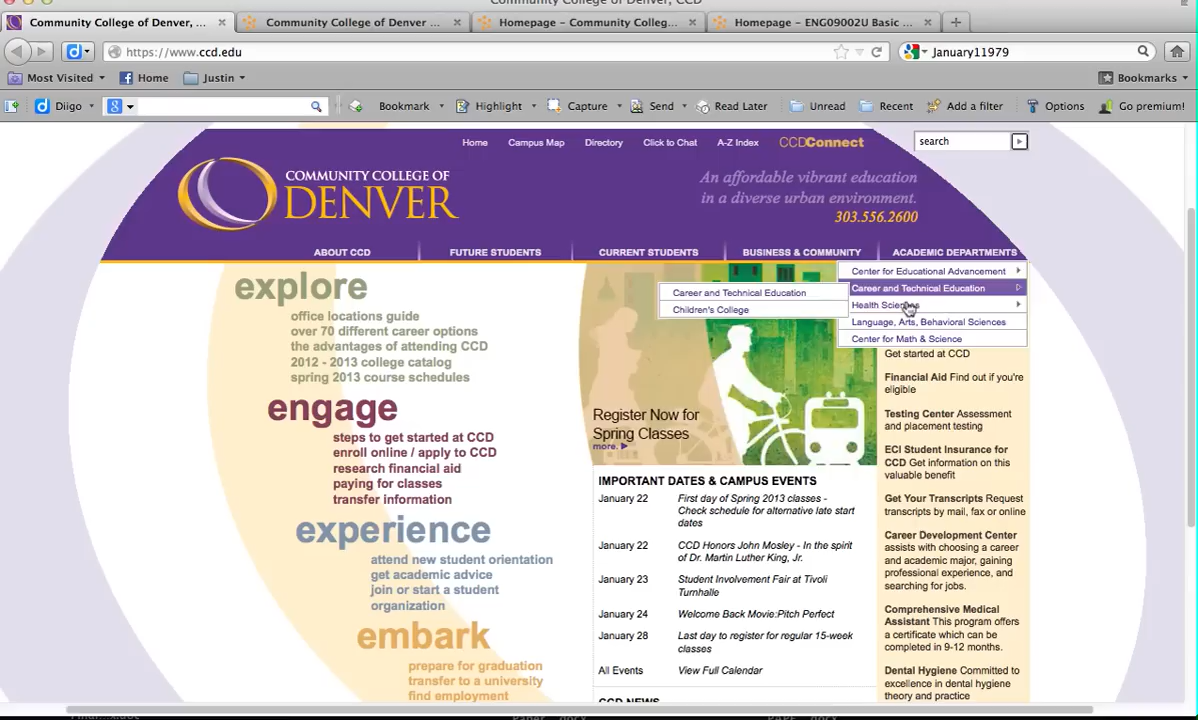 Community College of Denver, CCD
Community College of Denver, ...
Community College of Denver ...
Homepage - Community Colleg...
Homepage - ENG09002U Basic ...
https://www.ccd.edu
January11979
Most Visited
Home
Justin
Bookmarks
Diigo
Bookmark
Highlight
Capture
Send
Read Later
Unread
Recent
Add a filter
Options
Go premium!
Home
Campus Map
Directory
Click to Chat
A-Z Index
CCDConnect
search
COMMUNITY COLLEGE OF
DENVER
An affordable vibrant education
in a diverse urban environment.
303.556.2600
ABOUT CCD
FUTURE STUDENTS
CURRENT STUDENTS
BUSINESS & COMMUNITY
ACADEMIC DEPARTMENTS
Center for Educational Advancement
Career and Technical Education
Health Sciences
Language, Arts, Behavioral Sciences
Center for Math & Science
Career and Technical Education
Children's College
explore
office locations guide
over 70 different career options
the advantages of attending CCD
2012 - 2013 college catalog
spring 2013 course schedules
engage
steps to get started at CCD
enroll online / apply to CCD
research financial aid
paying for classes
transfer information
experience
attend new student orientation
get academic advice
join or start a student
organization
embark
prepare for graduation
transfer to a university
find employment
Register Now for
Spring Classes
more.
IMPORTANT DATES & CAMPUS EVENTS
January 22
First day of Spring 2013 classes -
Check schedule for alternative late start
dates
January 22
CCD Honors John Mosley - In the spirit
of Dr. Martin Luther King, Jr.
January 23
Student Involvement Fair at Tivoli
Turnhalle
January 24
Welcome Back Movie:Pitch Perfect
January 28
Last day to register for regular 15-week
classes
All Events
View Full Calendar
CCD NEWS
Get started at CCD
Financial Aid Find out if you're
eligible
Testing Center Assessment
and placement testing
ECI Student Insurance for
CCD Get information on this
valuable benefit
Get Your Transcripts Request
transcripts by mail, fax or online
Career Development Center
assists with choosing a career
and academic major, gaining
professional experience, and
searching for jobs.
Comprehensive Medical
Assistant This program offers
a certificate which can be
completed in 9-12 months.
Dental Hygiene Committed to
excellence in dental hygiene
theory and practice